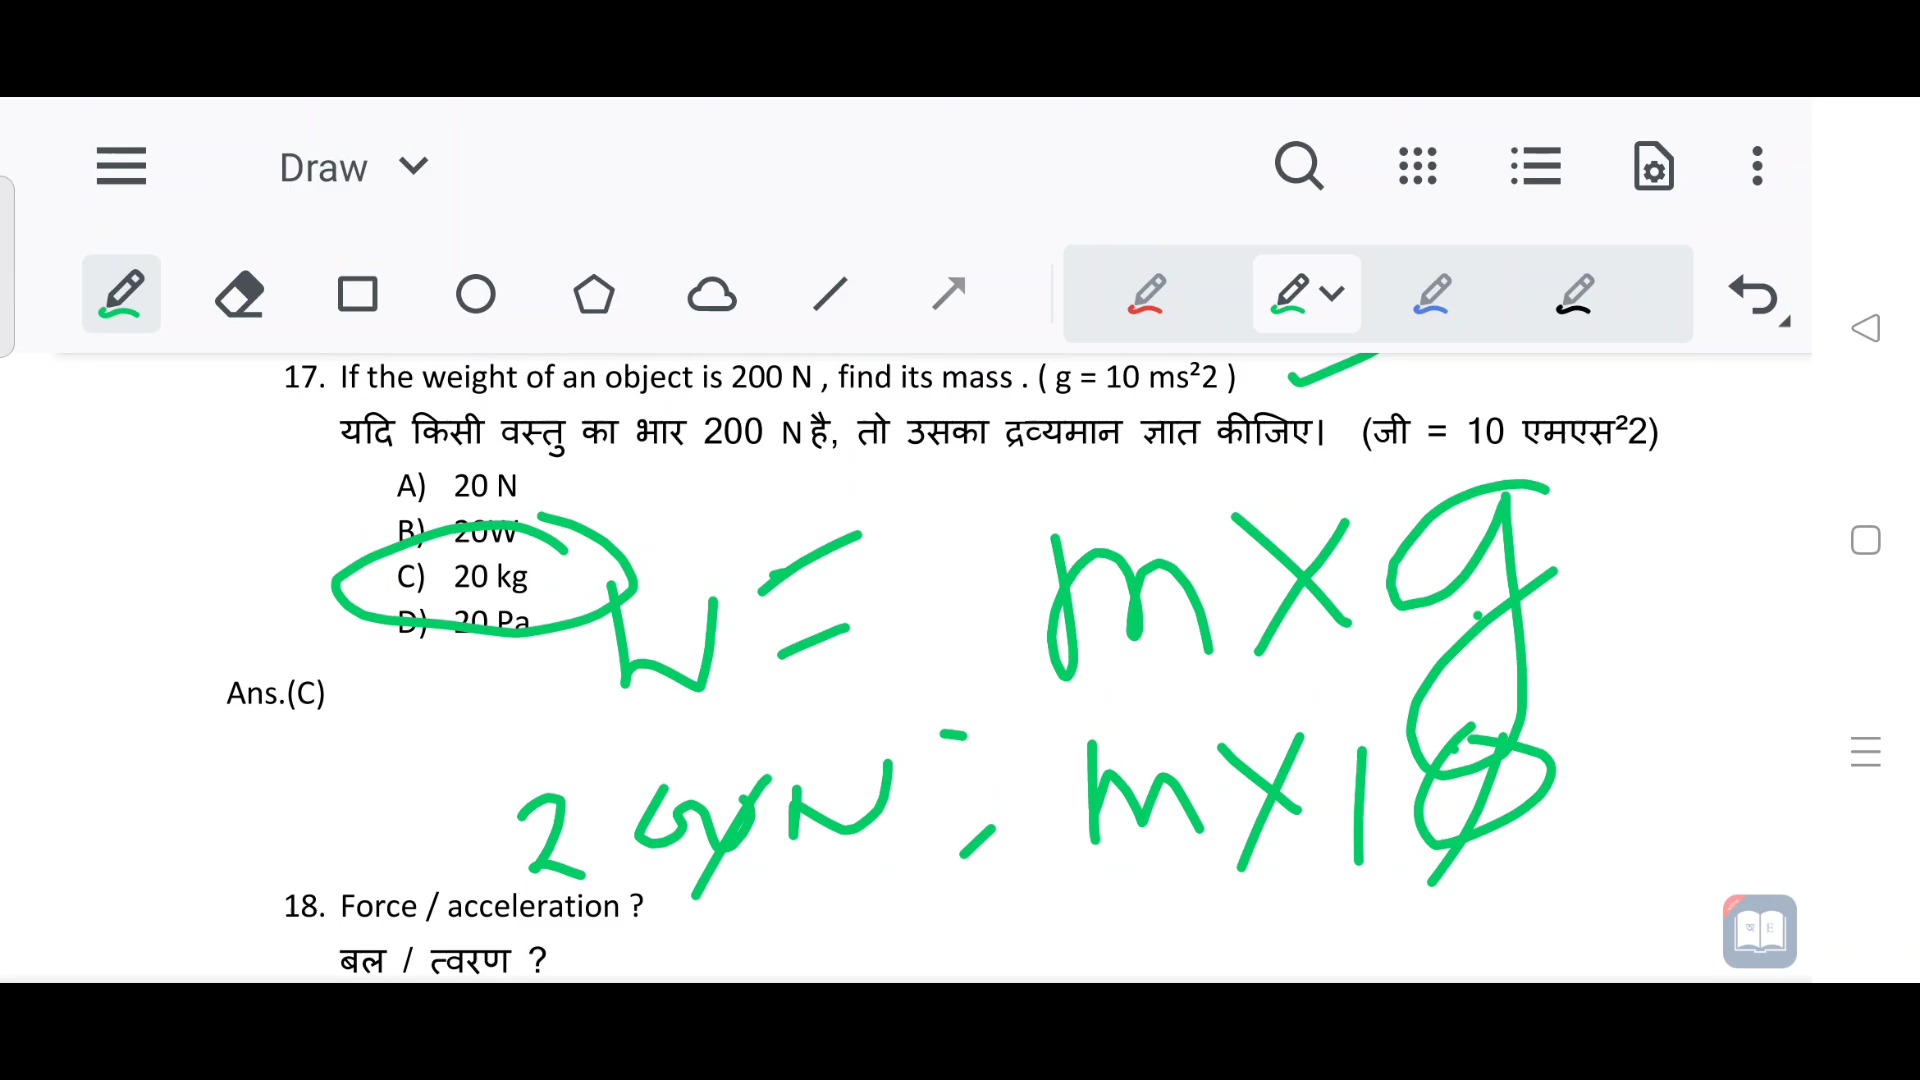 Draw
17. If the weight of an object is 200 N , find its mass . ( g = 10 ms²2 )
यदि किसी वस्तु का भार 200 N है, तो उसका द्रव्यमान ज्ञात कीजिए। (जी = 10 एमएस²2)
A) 20 N
B) 20W
C) 20 kg
D) 20 Pa
W = m × g
Ans.(C)
200 N = m × 10
18. Force / acceleration ?
बल / त्वरण ?